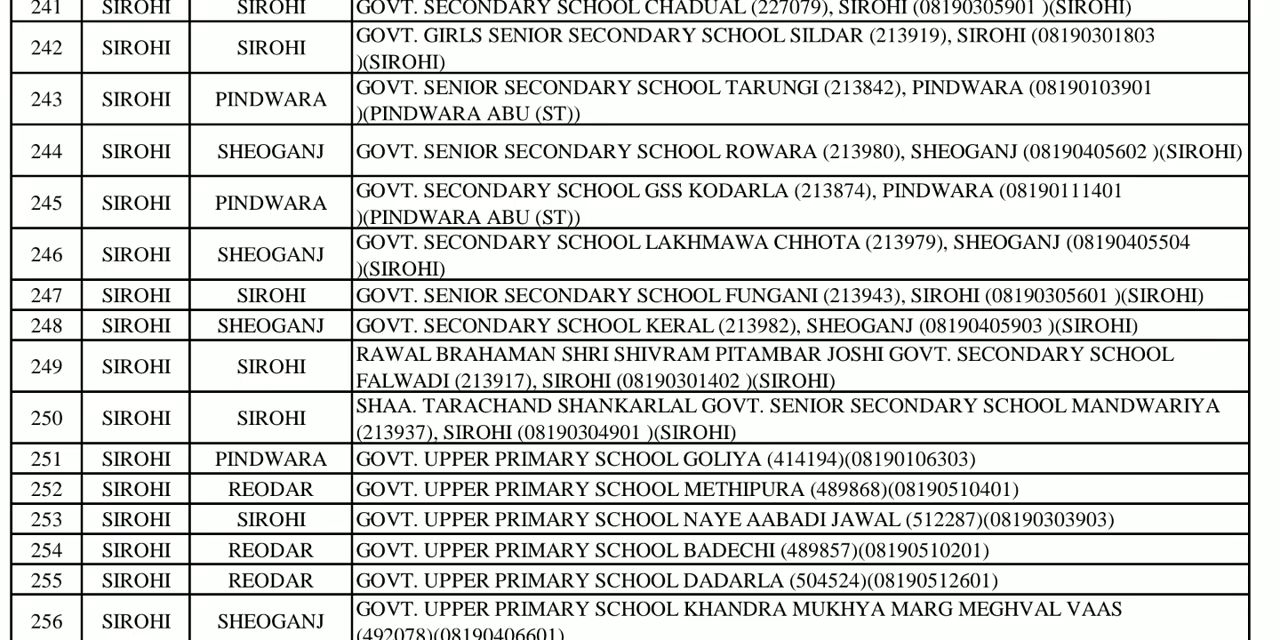 241 SIROHI SIROHI GOVT. SECONDARY SCHOOL CHADUAL (227079), SIROHI (08190305901 )(SIROHI)
242 SIROHI SIROHI GOVT. GIRLS SENIOR SECONDARY SCHOOL SILDAR (213919), SIROHI (08190301803
)(SIROHI)
243 SIROHI PINDWARA GOVT. SENIOR SECONDARY SCHOOL TARUNGI (213842), PINDWARA (08190103901
)(PINDWARA ABU (ST))
244 SIROHI SHEOGANJ GOVT. SENIOR SECONDARY SCHOOL ROWARA (213980), SHEOGANJ (08190405602 )(SIROHI)
245 SIROHI PINDWARA GOVT. SECONDARY SCHOOL GSS KODARLA (213874), PINDWARA (08190111401
)(PINDWARA ABU (ST))
246 SIROHI SHEOGANJ GOVT. SECONDARY SCHOOL LAKHMAWA CHHOTA (213979), SHEOGANJ (08190405504
)(SIROHI)
247 SIROHI SIROHI GOVT. SENIOR SECONDARY SCHOOL FUNGANI (213943), SIROHI (08190305601 )(SIROHI)
248 SIROHI SHEOGANJ GOVT. SECONDARY SCHOOL KERAL (213982), SHEOGANJ (08190405903 )(SIROHI)
249 SIROHI SIROHI RAWAL BRAHAMAN SHRI SHIVRAM PITAMBAR JOSHI GOVT. SECONDARY SCHOOL
FALWADI (213917), SIROHI (08190301402 )(SIROHI)
250 SIROHI SIROHI SHAA. TARACHAND SHANKARLAL GOVT. SENIOR SECONDARY SCHOOL MANDWARIYA
(213937), SIROHI (08190304901 )(SIROHI)
251 SIROHI PINDWARA GOVT. UPPER PRIMARY SCHOOL GOLIYA (414194)(08190106303)
252 SIROHI REODAR GOVT. UPPER PRIMARY SCHOOL METHIPURA (489868)(08190510401)
253 SIROHI SIROHI GOVT. UPPER PRIMARY SCHOOL NAYE AABADI JAWAL (512287)(08190303903)
254 SIROHI REODAR GOVT. UPPER PRIMARY SCHOOL BADECHI (489857)(08190510201)
255 SIROHI REODAR GOVT. UPPER PRIMARY SCHOOL DADARLA (504524)(08190512601)
256 SIROHI SHEOGANJ GOVT. UPPER PRIMARY SCHOOL KHANDRA MUKHYA MARG MEGHVAL VAAS
(492078)(08190406601)